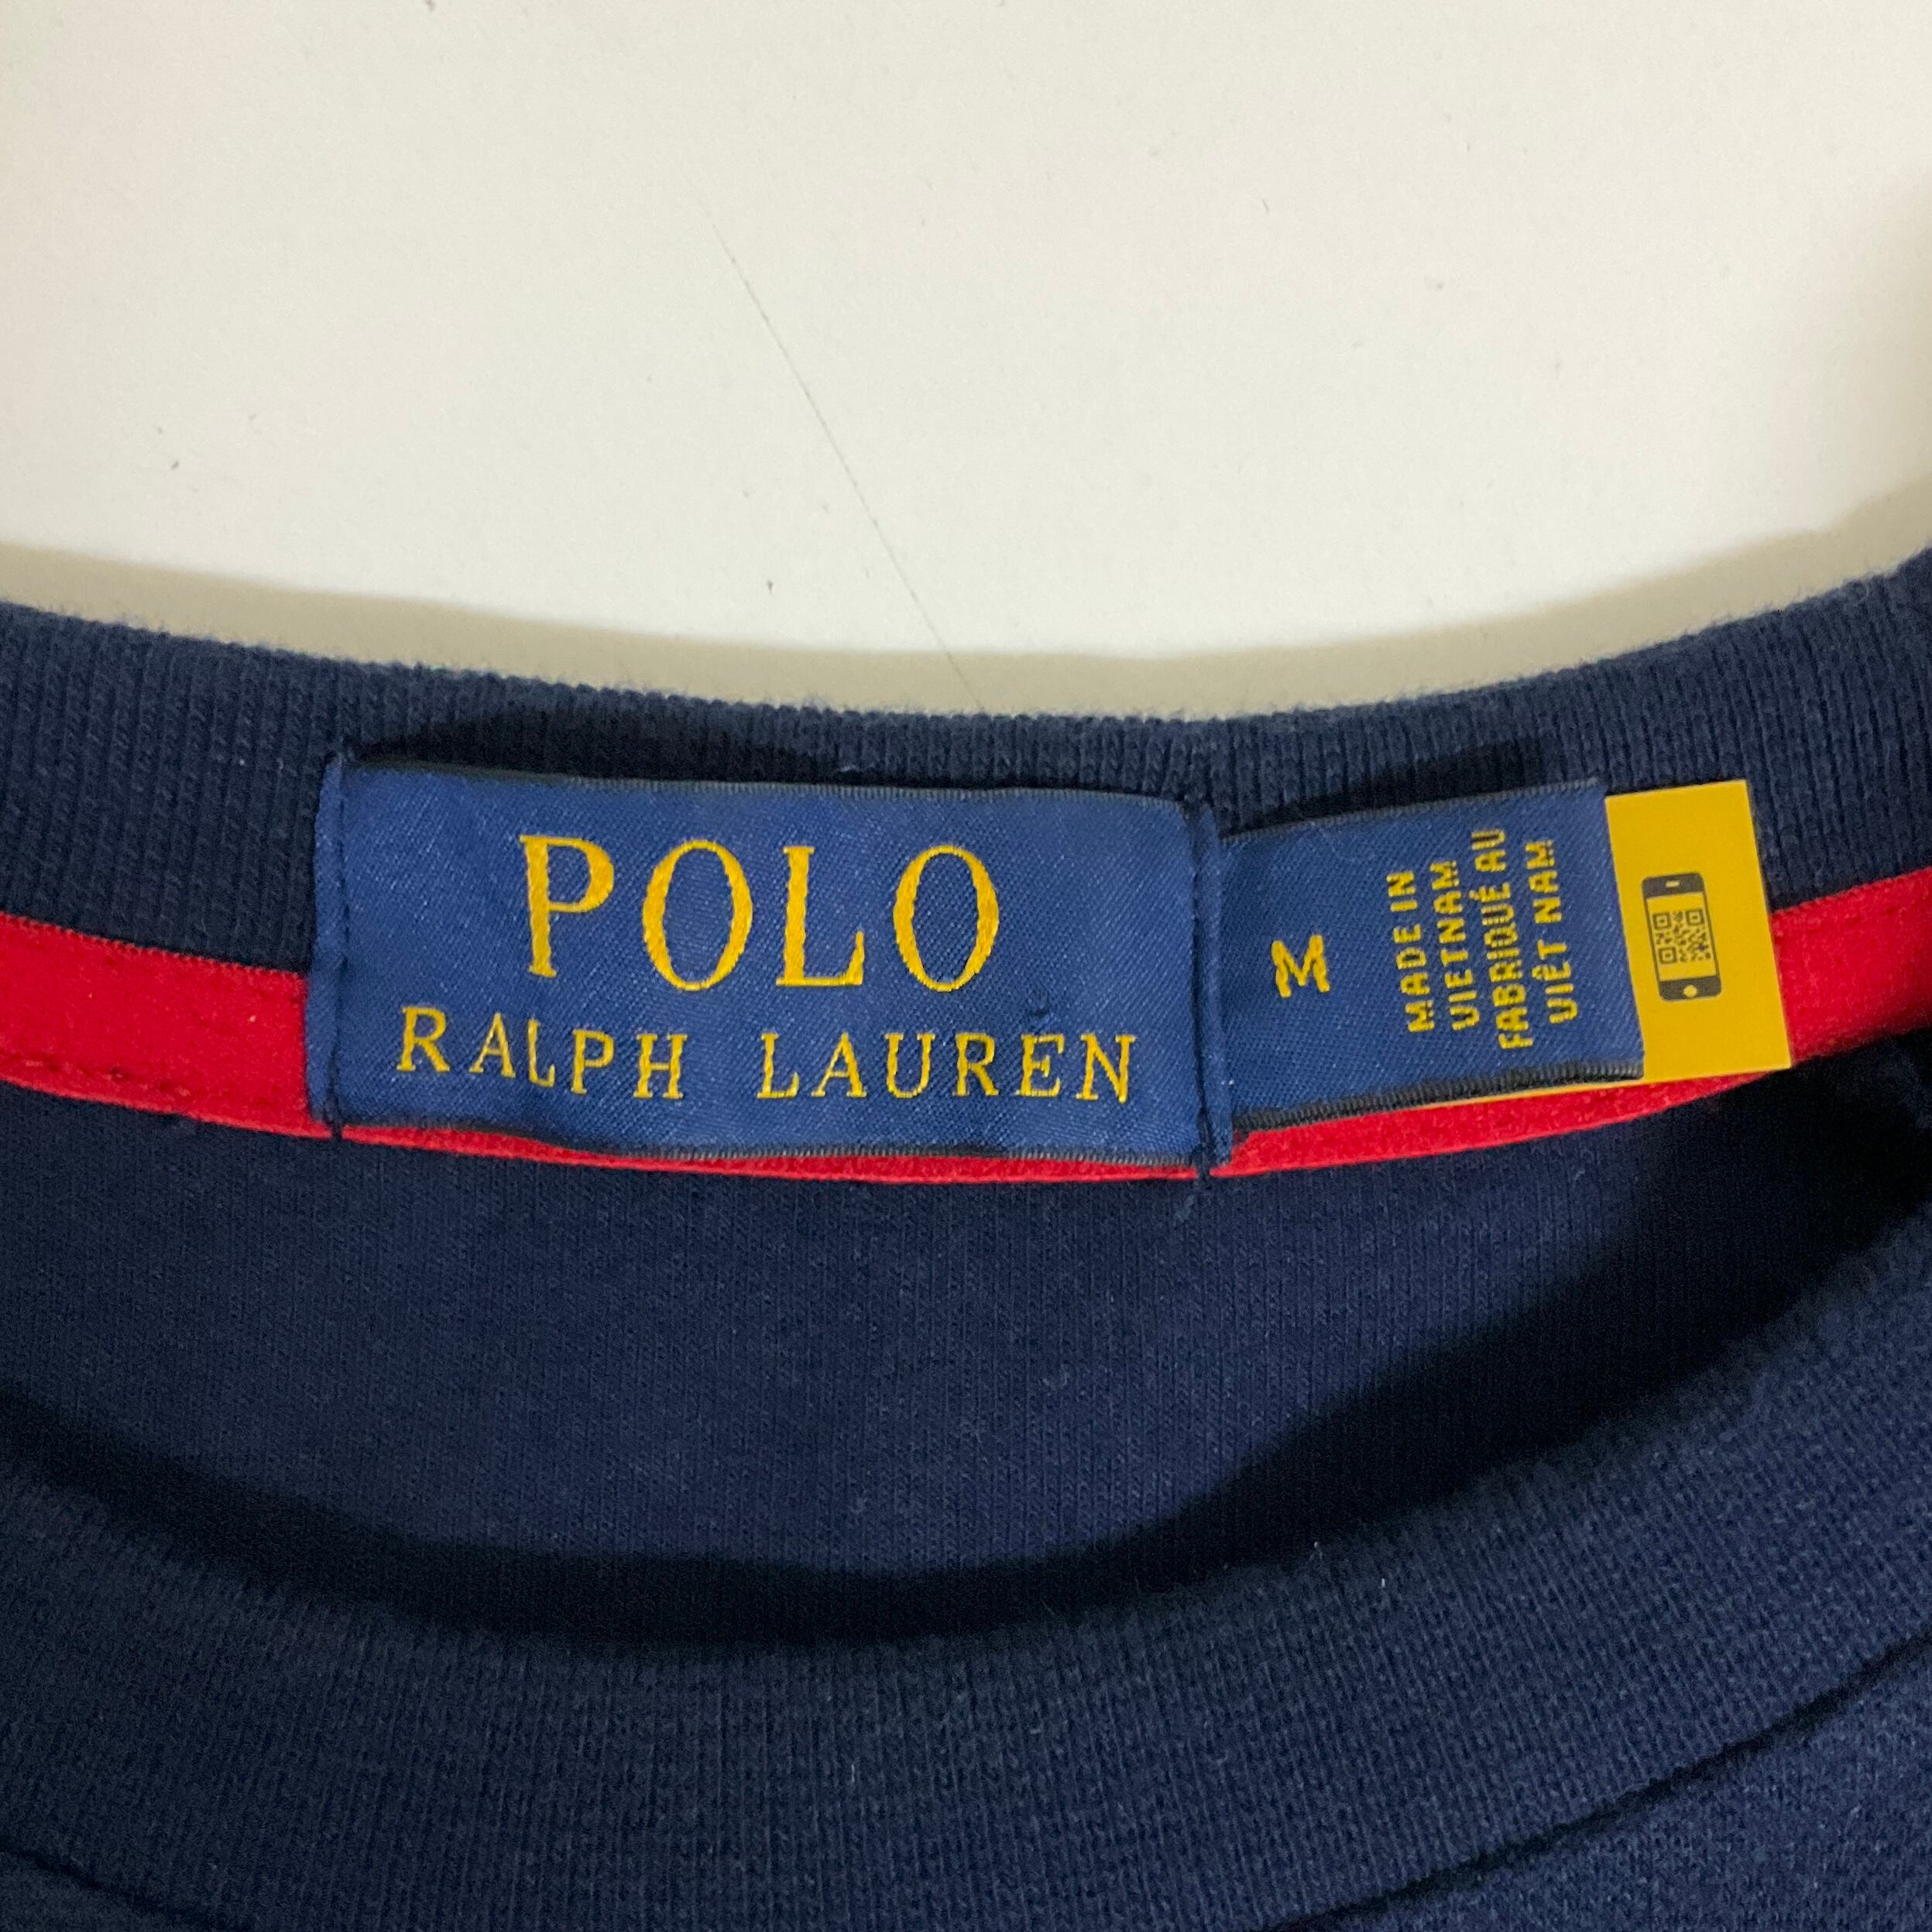 POLO
RALPH LAUREN
M
MADE IN
VIETNAM
FABRIQUÉ AU
VIÊT NAM